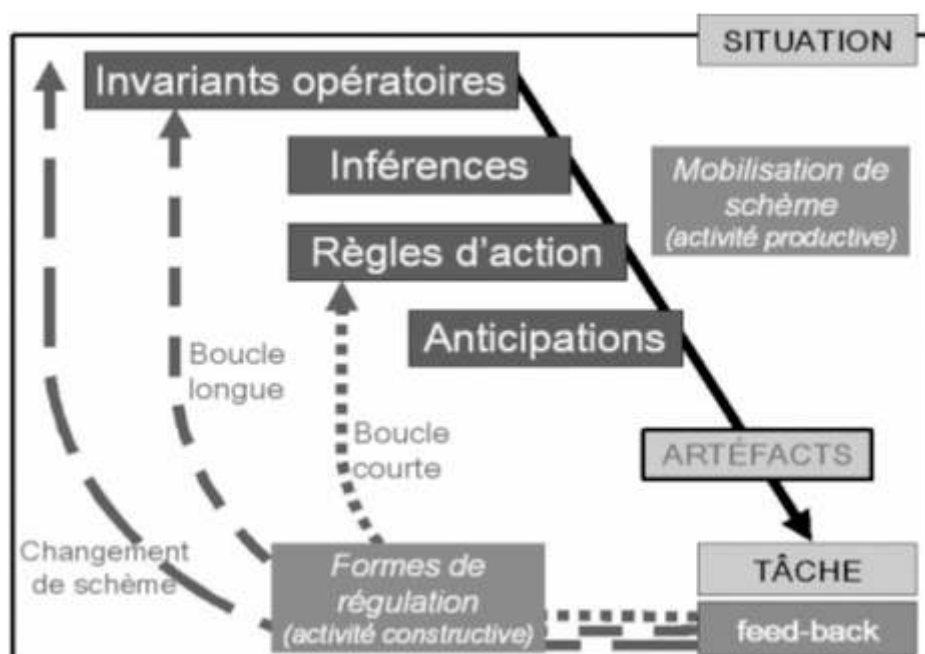 SITUATION
Invariants opératoires
Inférences
Mobilisation de
schème
(activité productive)
Règles d'action
Anticipations
Boucle
longue
Boucle
courte
ARTÉFACTS
Changement
de schème
Formes de
régulation
(activité constructive)
TÂCHE
feed-back